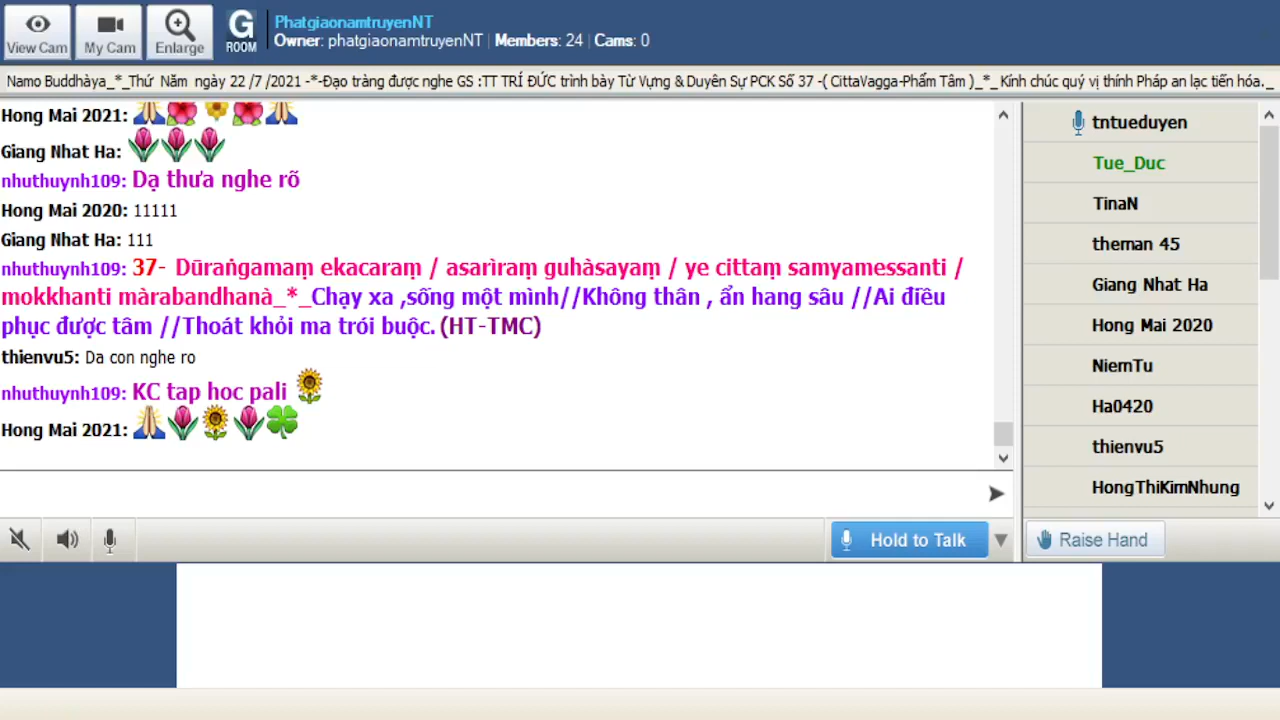 View Cam
My Cam
Enlarge
G
ROOM
PhatgiaonamtruyenNT
Owner: phatgiaonamtruyenNT | Members: 24 | Cams: 0
Namo Buddhàya_*_Thứ Năm ngày 22 /7 /2021 -*-Đạo tràng được nghe GS :TT TRÍ ĐỨC trình bày Từ Vựng & Duyên Sự PCK Số 37 -( CittaVagga-Phẩm Tâm )_*_ Kính chúc quý vị thính Pháp an lạc tiến hóa._
Hong Mai 2021:
Giang Nhat Ha:
nhuthuynh109: Dạ thưa nghe rõ
Hong Mai 2020: 11111
Giang Nhat Ha: 111
nhuthuynh109: 37- Dūraṅgamaṃ ekacaraṃ / asarìraṃ guhàsayaṃ / ye cittaṃ samyamessanti /
mokkhanti màrabandhanà_*_Chạy xa ,sống một mình//Không thân , ẩn hang sâu //Ai điều
phục được tâm //Thoát khỏi ma trói buộc. (HT-TMC)
thienvu5: Da con nghe ro
nhuthuynh109: KC tap hoc pali
Hong Mai 2021:
Hold to Talk
tntueduyen
Tue_Duc
TinaN
theman 45
Giang Nhat Ha
Hong Mai 2020
NiemTu
Ha0420
thienvu5
HongThiKimNhung
Raise Hand